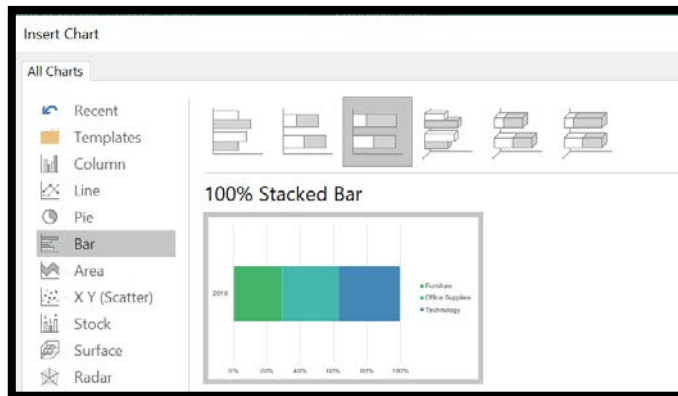 Insert Chart
All Charts
Recent
Templates
Column
Line
Pie
Bar
Area
X Y (Scatter)
Stock
Surface
Radar
100% Stacked Bar
2019
Furniture
Office Supplies
Technology
0% 20% 40% 60% 80% 100%